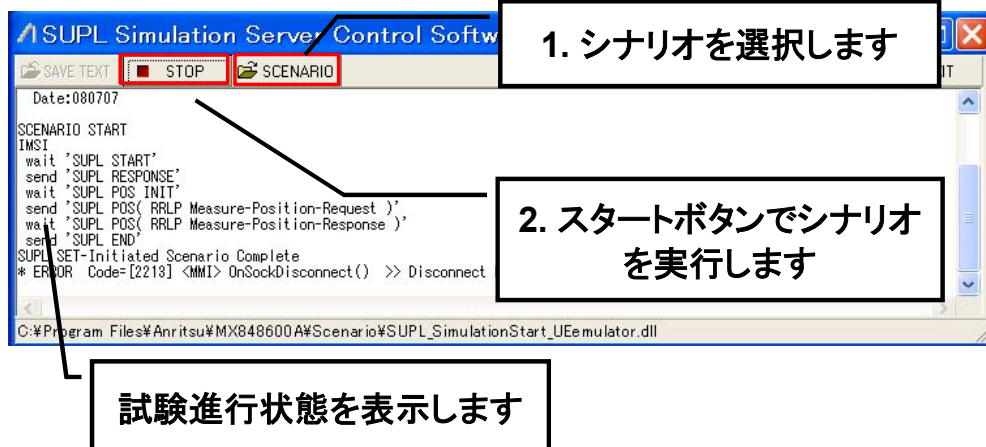 SUPL Simulation Server Control Softw
1. シナリオを選択します
SAVE TEXT
STOP
SCENARIO
IT
Date:080707
SCENARIO START
IMSI
wait 'SUPL START'
send 'SUPL RESPONSE'
wait 'SUPL POS INIT'
send 'SUPL POS( RRLP Measure-Position-Request )'
wait 'SUPL POS( RRLP Measure-Position-Response )'
send 'SUPL END'
SUPL SET-Initiated Scenario Complete
* ERROR Code=[2213] <MMI> OnSockDisconnect() >> Disconnect
2. スタートボタンでシナリオ
を実行します
C:¥Program Files¥Anritsu¥MX848600A¥Scenario¥SUPL_SimulationStart_UEemulator.dll
試験進行状態を表示します